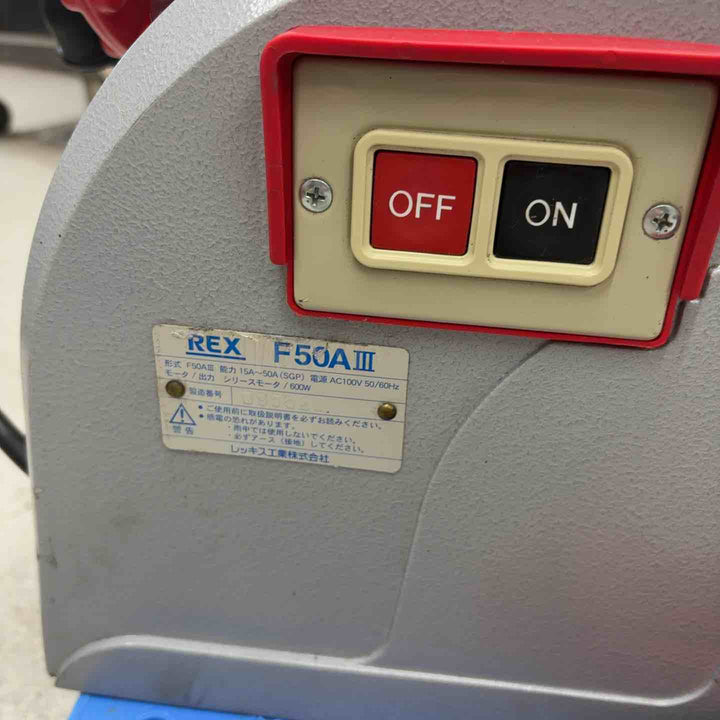 OFF ON
REX F50AIII
形式 F50AIII 能力 15A～50A(SGP) 電源 AC100V 50/60Hz
モータ/出力 シリーズモータ/600W
製造番号
・ご使用前に取扱説明書を必ずお読みください。
・感電の恐れがあります。
・雨中では使用しないでください。
・必ずアース（接地）してください。
警告
レッキス工業株式会社